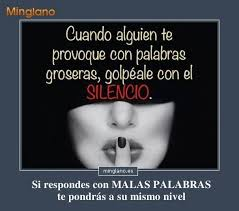 Minglano
Cuando alguien te
provoque con palabras
groseras, golpéale con el
SILENCIO.
minglano.es
Si respondes con MALAS PALABRAS
te pondrás a su mismo nivel